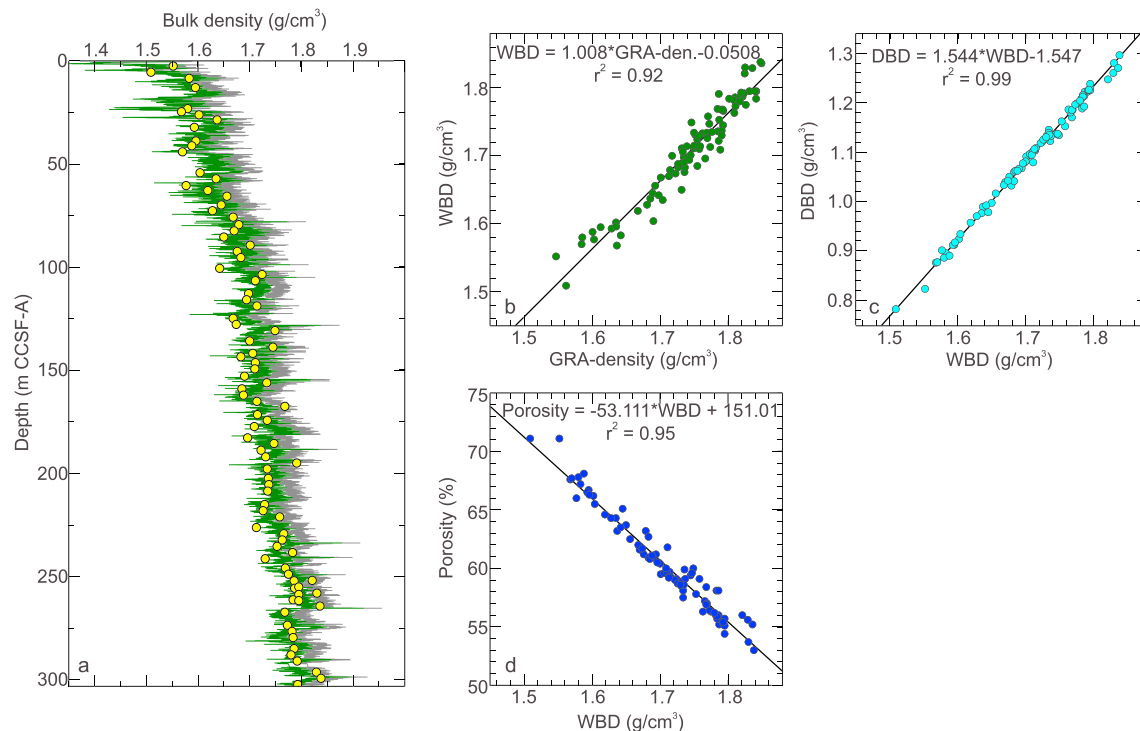 Bulk density (g/cm³)
1.4 1.5 1.6 1.7 1.8 1.9
0
50
100
150
200
250
300
Depth (m CCSF-A)
a
WBD = 1.008*GRA-den.-0.0508
r² = 0.92
1.8
1.7
1.6
1.5
WBD (g/cm³)
b
1.5 1.6 1.7 1.8
GRA-density (g/cm³)
DBD = 1.544*WBD-1.547
r² = 0.99
1.3
1.2
1.1
1.0
0.9
0.8
DBD (g/cm³)
c
1.5 1.6 1.7 1.8
WBD (g/cm³)
Porosity = -53.111*WBD + 151.01
r² = 0.95
75
70
65
60
55
50
Porosity (%)
d
1.5 1.6 1.7 1.8
WBD (g/cm³)